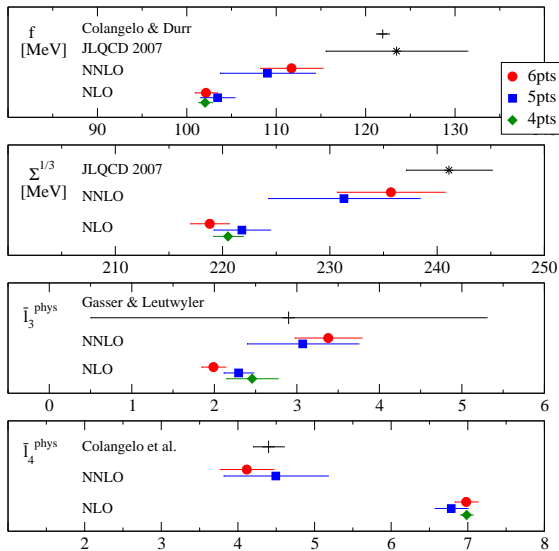 f Colangelo & Durr
[MeV] JLQCD 2007
NNLO
NLO
90 100 110 120 130
6pts
5pts
4pts
Σ^1/3 JLQCD 2007
[MeV] NNLO
NLO
210 220 230 240 250
l̄_3^phys Gasser & Leutwyler
NNLO
NLO
0 1 2 3 4 5 6
l̄_4^phys Colangelo et al.
NNLO
NLO
2 3 4 5 6 7 8